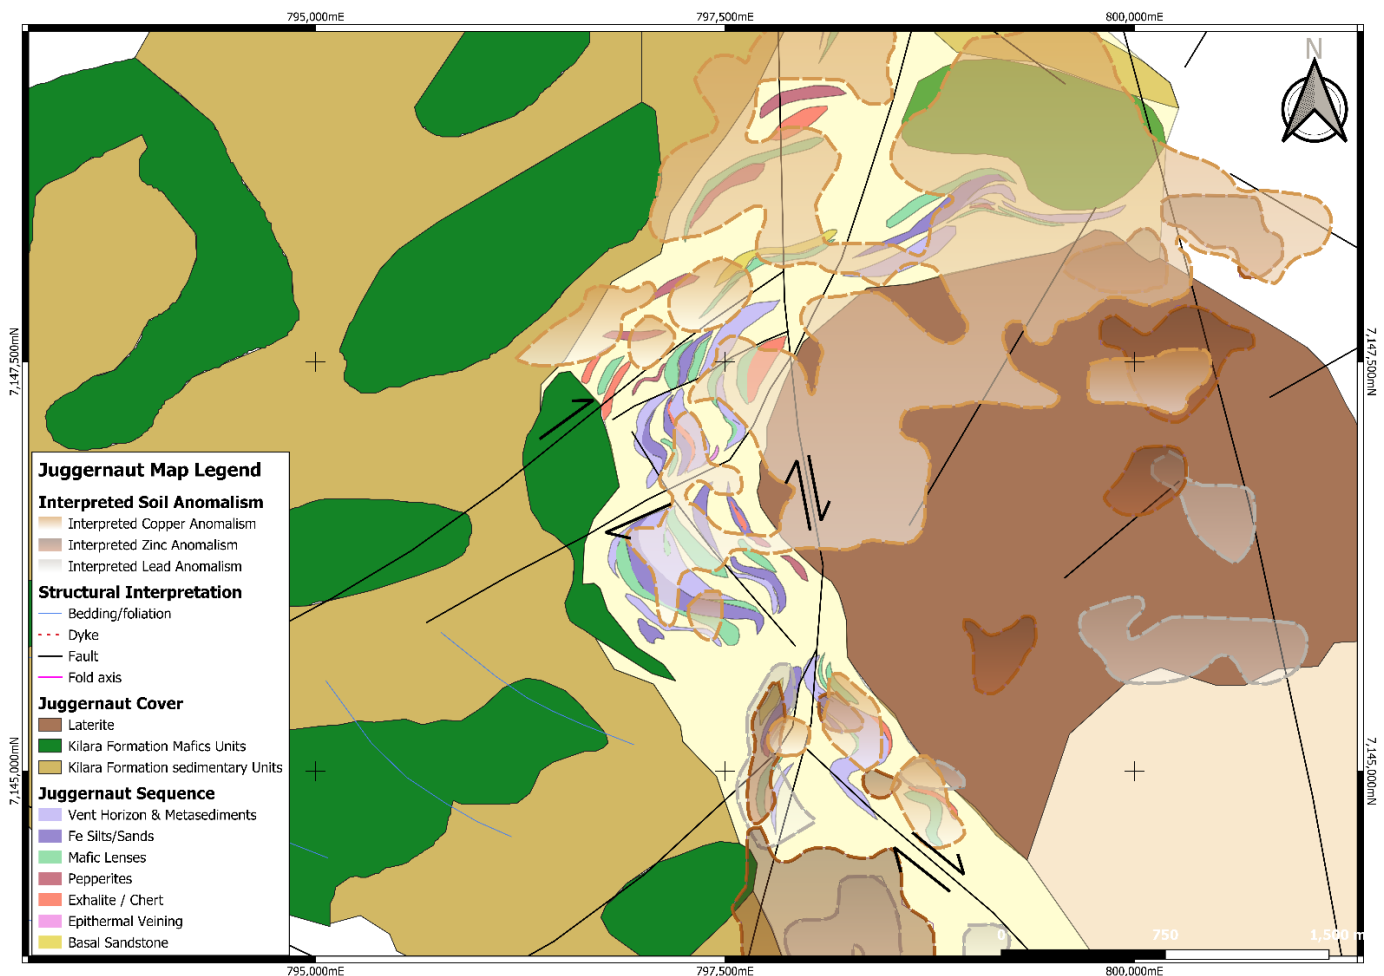 795,000mE
797,500mE
800,000mE
N
7,147,500mN
7,147,500mN
Juggernaut Map Legend
Interpreted Soil Anomalism
Interpreted Copper Anomalism
Interpreted Zinc Anomalism
Interpreted Lead Anomalism
Structural Interpretation
Bedding/foliation
Dyke
Fault
Fold axis
Juggernaut Cover
Laterite
Kilara Formation Mafics Units
Kilara Formation sedimentary Units
Juggernaut Sequence
Vent Horizon & Metasediments
Fe Silts/Sands
Mafic Lenses
Pepperites
Exhalite / Chert
Epithermal Veining
Basal Sandstone
7,145,000mN
7,145,000mN
0 750 1,500 m
795,000mE
797,500mE
800,000mE